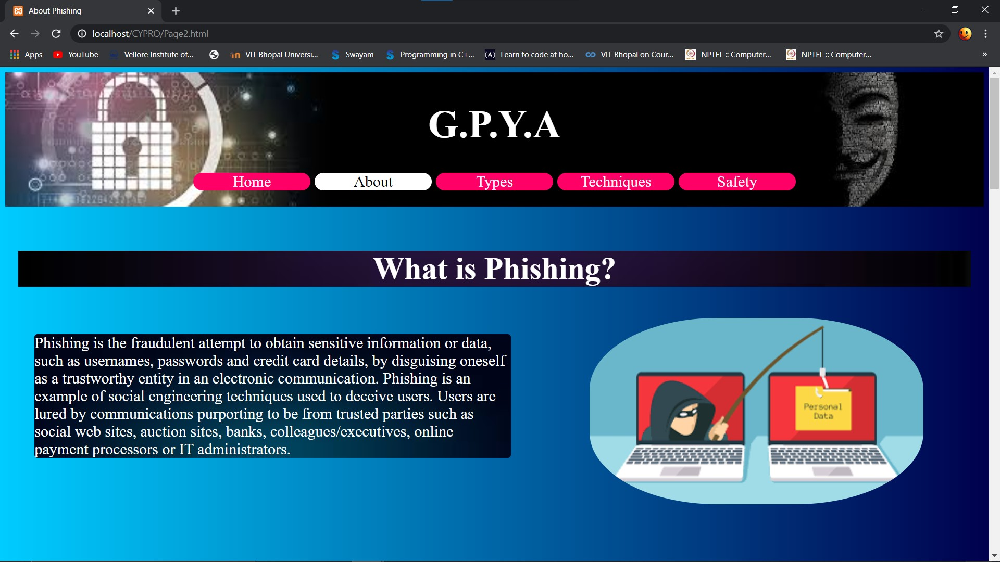 About Phishing
localhost/CYPRO/Page2.html
Apps YouTube Vellore Institute of... VIT Bhopal Universi... Swayam Programming in C+... Learn to code at ho... VIT Bhopal on Cour... NPTEL :: Computer... NPTEL :: Computer... »
G.P.Y.A
Home About Types Techniques Safety
What is Phishing?
Phishing is the fraudulent attempt to obtain sensitive information or data,
such as usernames, passwords and credit card details, by disguising oneself
as a trustworthy entity in an electronic communication. Phishing is an
example of social engineering techniques used to deceive users. Users are
lured by communications purporting to be from trusted parties such as
social web sites, auction sites, banks, colleagues/executives, online
payment processors or IT administrators.
Personal
Data